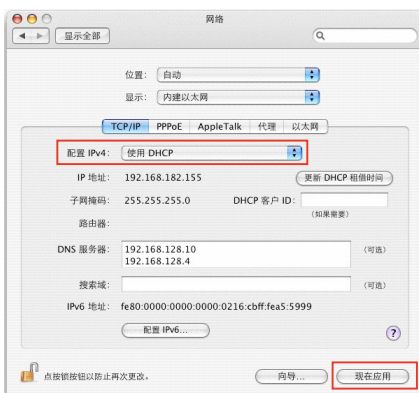 网络
显示全部
位置： 自动
显示： 内建以太网
TCP/IP PPPoE AppleTalk 代理 以太网
配置 IPv4： 使用 DHCP
IP 地址： 192.168.182.155 更新 DHCP 租借时间
子网掩码： 255.255.255.0 DHCP 客户 ID：
（如果需要）
路由器：
DNS 服务器： 192.168.128.10 （可选）
192.168.128.4
搜索域： （可选）
IPv6 地址： fe80:0000:0000:0000:0216:cbff:fea5:5999
配置 IPv6... ?
点按锁按钮以防止再次更改。 向导... 现在应用